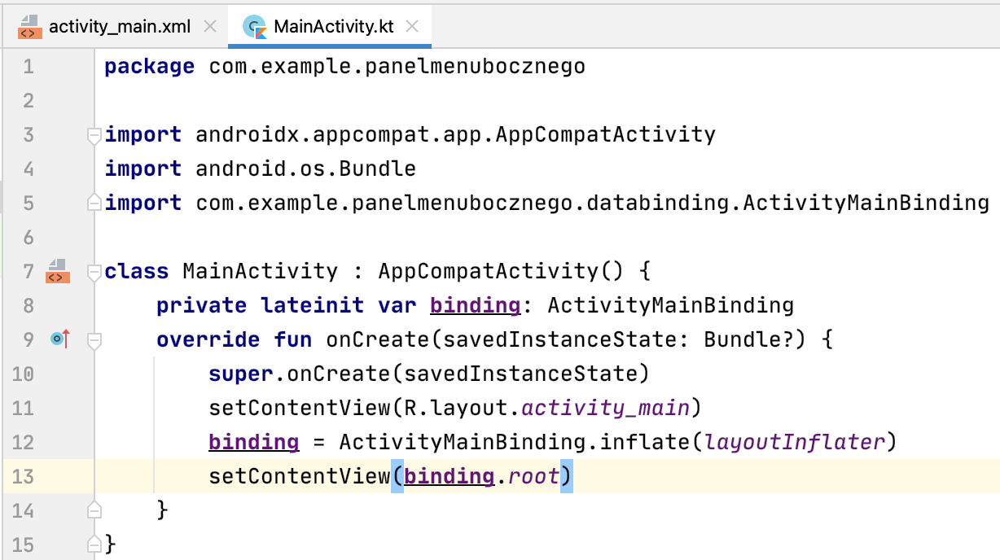 activity_main.xml
MainActivity.kt
1 package com.example.panelmenubocznego
2
3 import androidx.appcompat.app.AppCompatActivity
4 import android.os.Bundle
5 import com.example.panelmenubocznego.databinding.ActivityMainBinding
6
7 class MainActivity : AppCompatActivity() {
8 private lateinit var binding: ActivityMainBinding
9 override fun onCreate(savedInstanceState: Bundle?) {
10 super.onCreate(savedInstanceState)
11 setContentView(R.layout.activity_main)
12 binding = ActivityMainBinding.inflate(layoutInflater)
13 setContentView(binding.root)
14 }
15 }